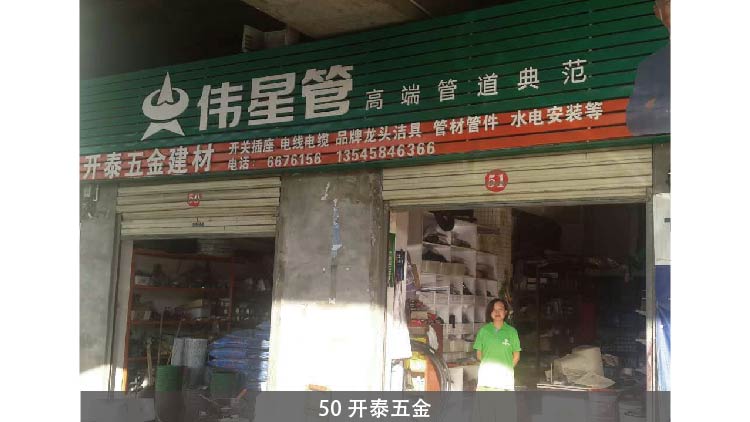 伟星管 高端管道典范
开泰五金建材 开关插座 电线电缆 品牌龙头洁具 管材管件 水电安装等
电话: 6676156 13545846366
50
51
50 开泰五金